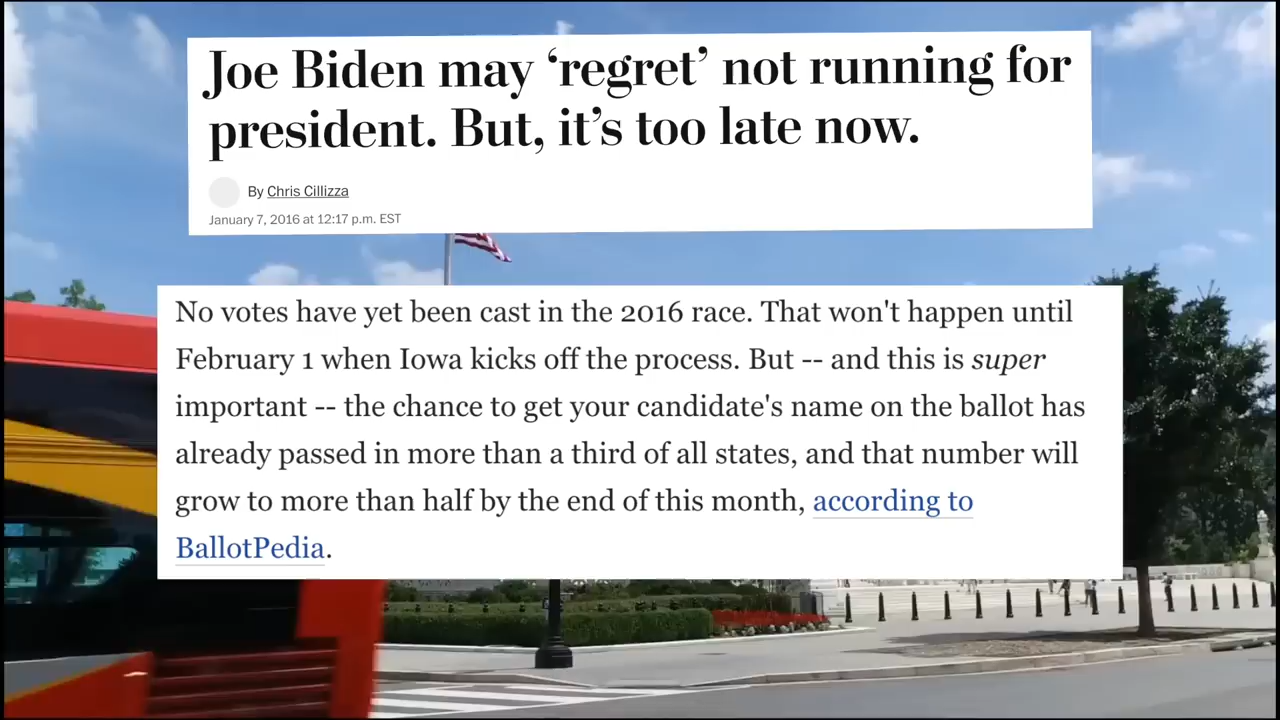 Joe Biden may ‘regret’ not running for
president. But, it’s too late now.
By Chris Cillizza
January 7, 2016 at 12:17 p.m. EST
No votes have yet been cast in the 2016 race. That won't happen until
February 1 when Iowa kicks off the process. But -- and this is super
important -- the chance to get your candidate's name on the ballot has
already passed in more than a third of all states, and that number will
grow to more than half by the end of this month, according to
BallotPedia.